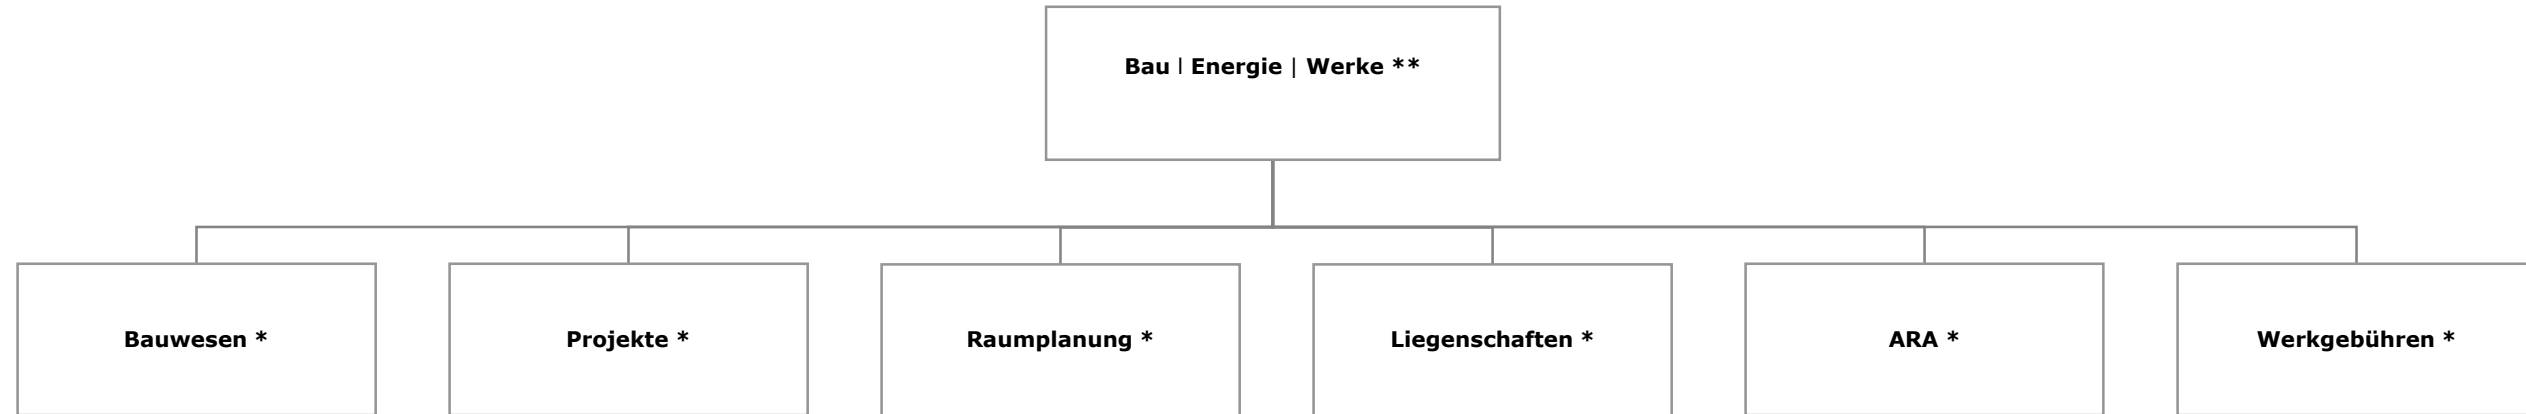 Bau l Energie | Werke **
Bauwesen *
Projekte *
Raumplanung *
Liegenschaften *
ARA *
Werkgebühren *